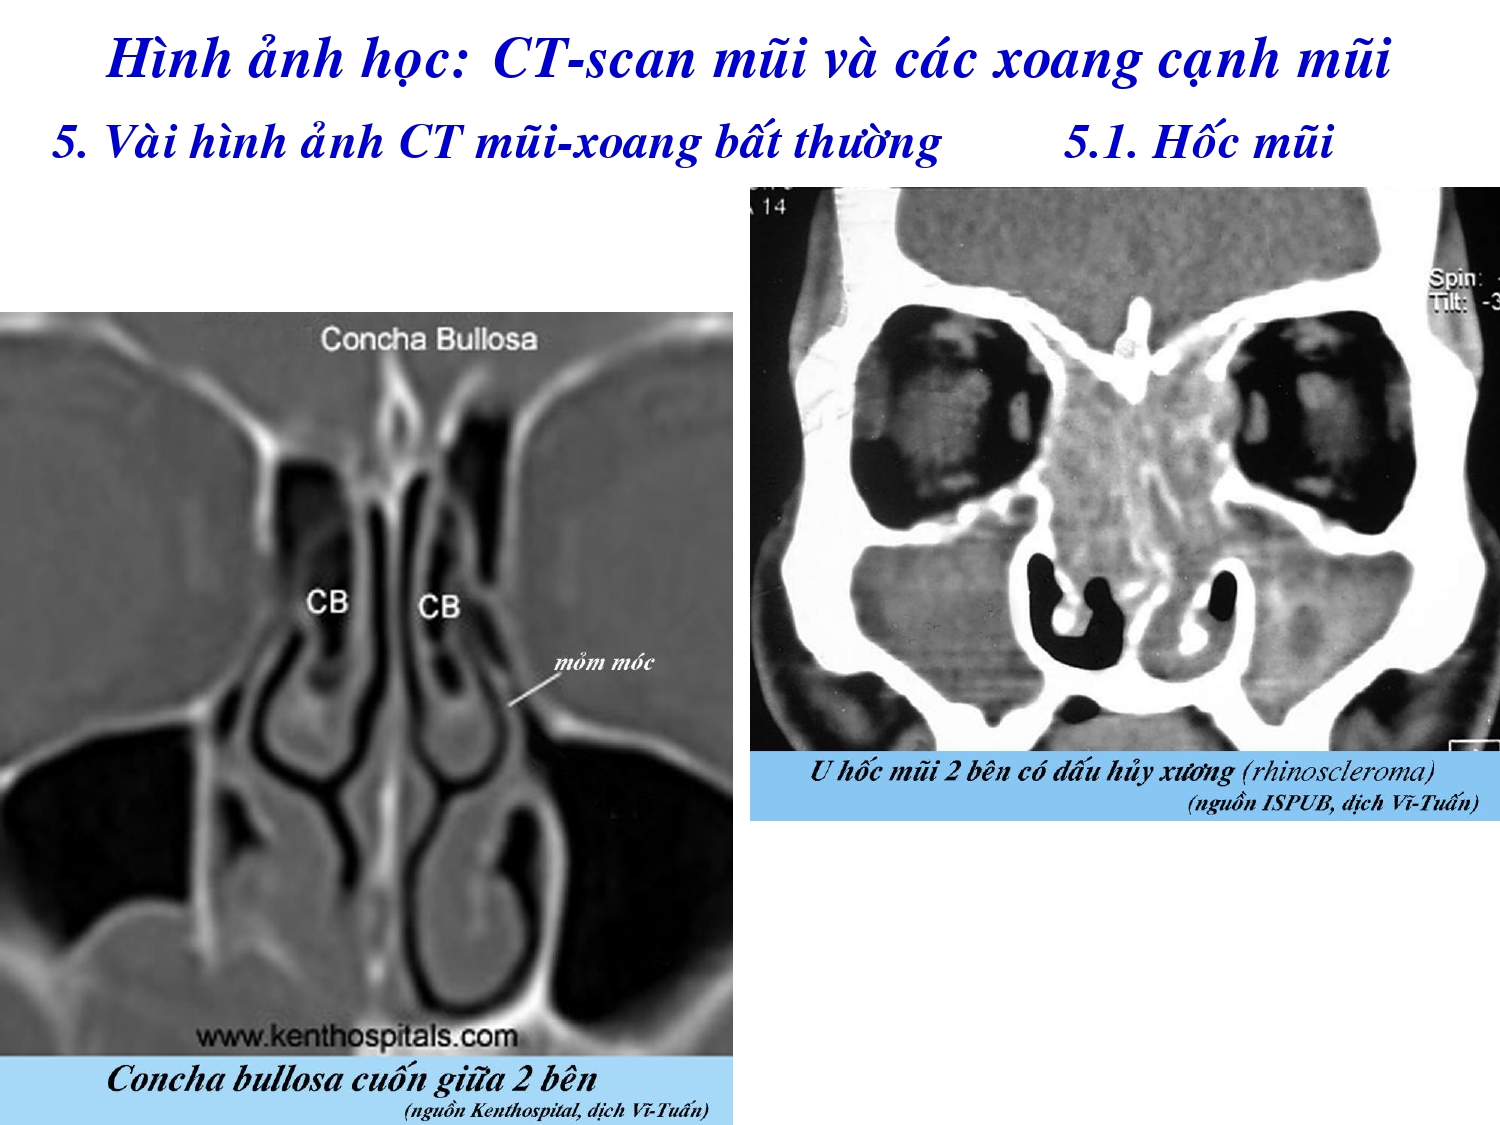 Hình ảnh học: CT-scan mũi và các xoang cạnh mũi
5. Vài hình ảnh CT mũi-xoang bất thường 5.1. Hốc mũi
Concha Bullosa
CB CB
mỏm móc
www.kenthospitals.com
Concha bullosa cuốn giữa 2 bên
(nguồn Kenthospital, dịch Vĩ-Tuấn)
14
Spin:
Tilt: -3
U hốc mũi 2 bên có dấu hủy xương (rhinoscleroma)
(nguồn ISPUB, dịch Vĩ-Tuấn)